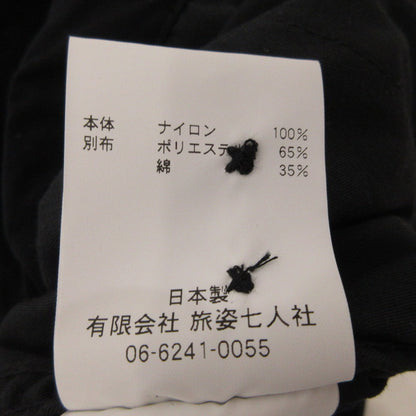 本体 ナイロン 100%
別布 ポリエステ 65%
綿 35%
日本製
有限会社 旅姿七人社
06-6241-0055